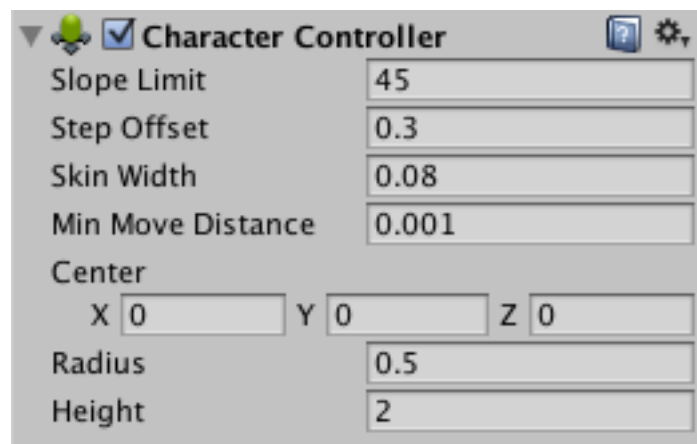 Character Controller
Slope Limit 45
Step Offset 0.3
Skin Width 0.08
Min Move Distance 0.001
Center
X 0 Y 0 Z 0
Radius 0.5
Height 2